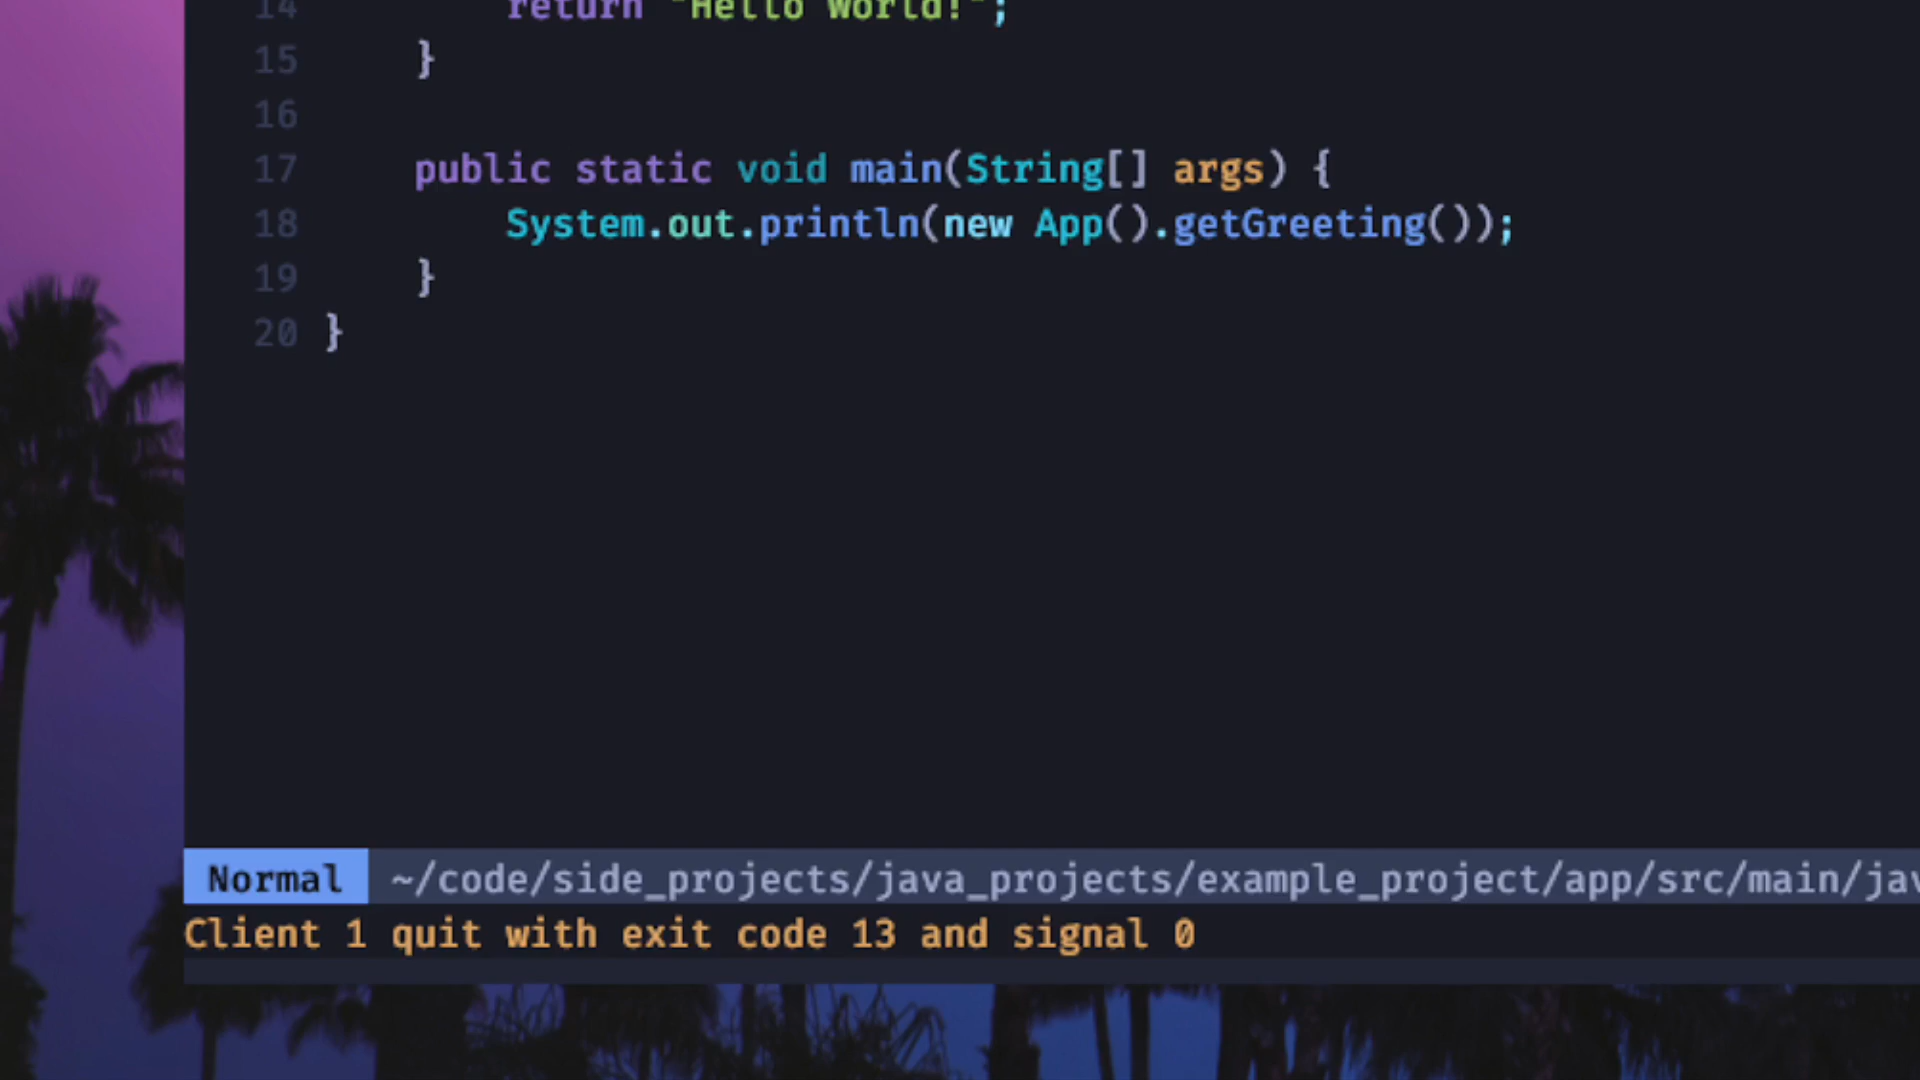 14 return "Hello World!";
15 }
16
17 public static void main(String[] args) {
18 System.out.println(new App().getGreeting());
19 }
20 }
Normal ~/code/side_projects/java_projects/example_project/app/src/main/jav
Client 1 quit with exit code 13 and signal 0